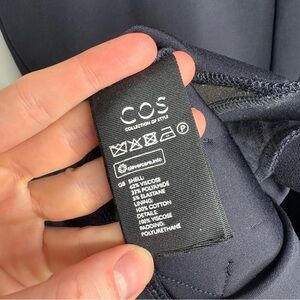 COS
COLLECTION OF STYLE
P
clevercare.info
GB SHELL:
62% VISCOSE
33% POLYAMIDE
5% ELASTANE
LINING:
100% COTTON
DETAILS:
100% VISCOSE
PADDING:
POLYURETHANE